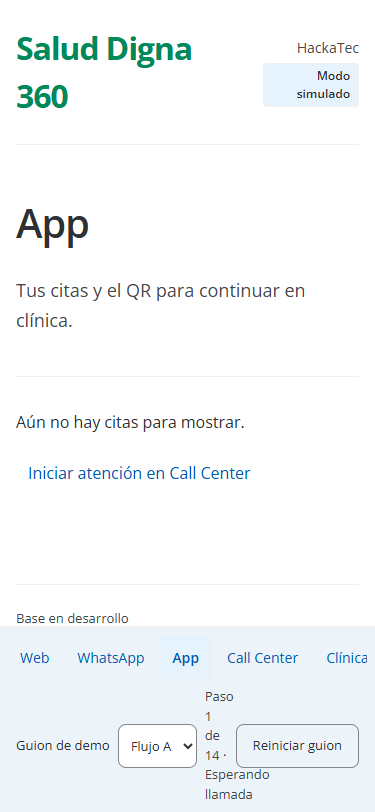 Salud Digna
360
HackaTec
Modo
simulado
App
Tus citas y el QR para continuar en
clínica.
Aún no hay citas para mostrar.
Iniciar atención en Call Center
Base en desarrollo
Web WhatsApp App Call Center Clínica
Guion de demo
Flujo A
Paso
1
de
14 ·
Esperando
llamada
Reiniciar guion